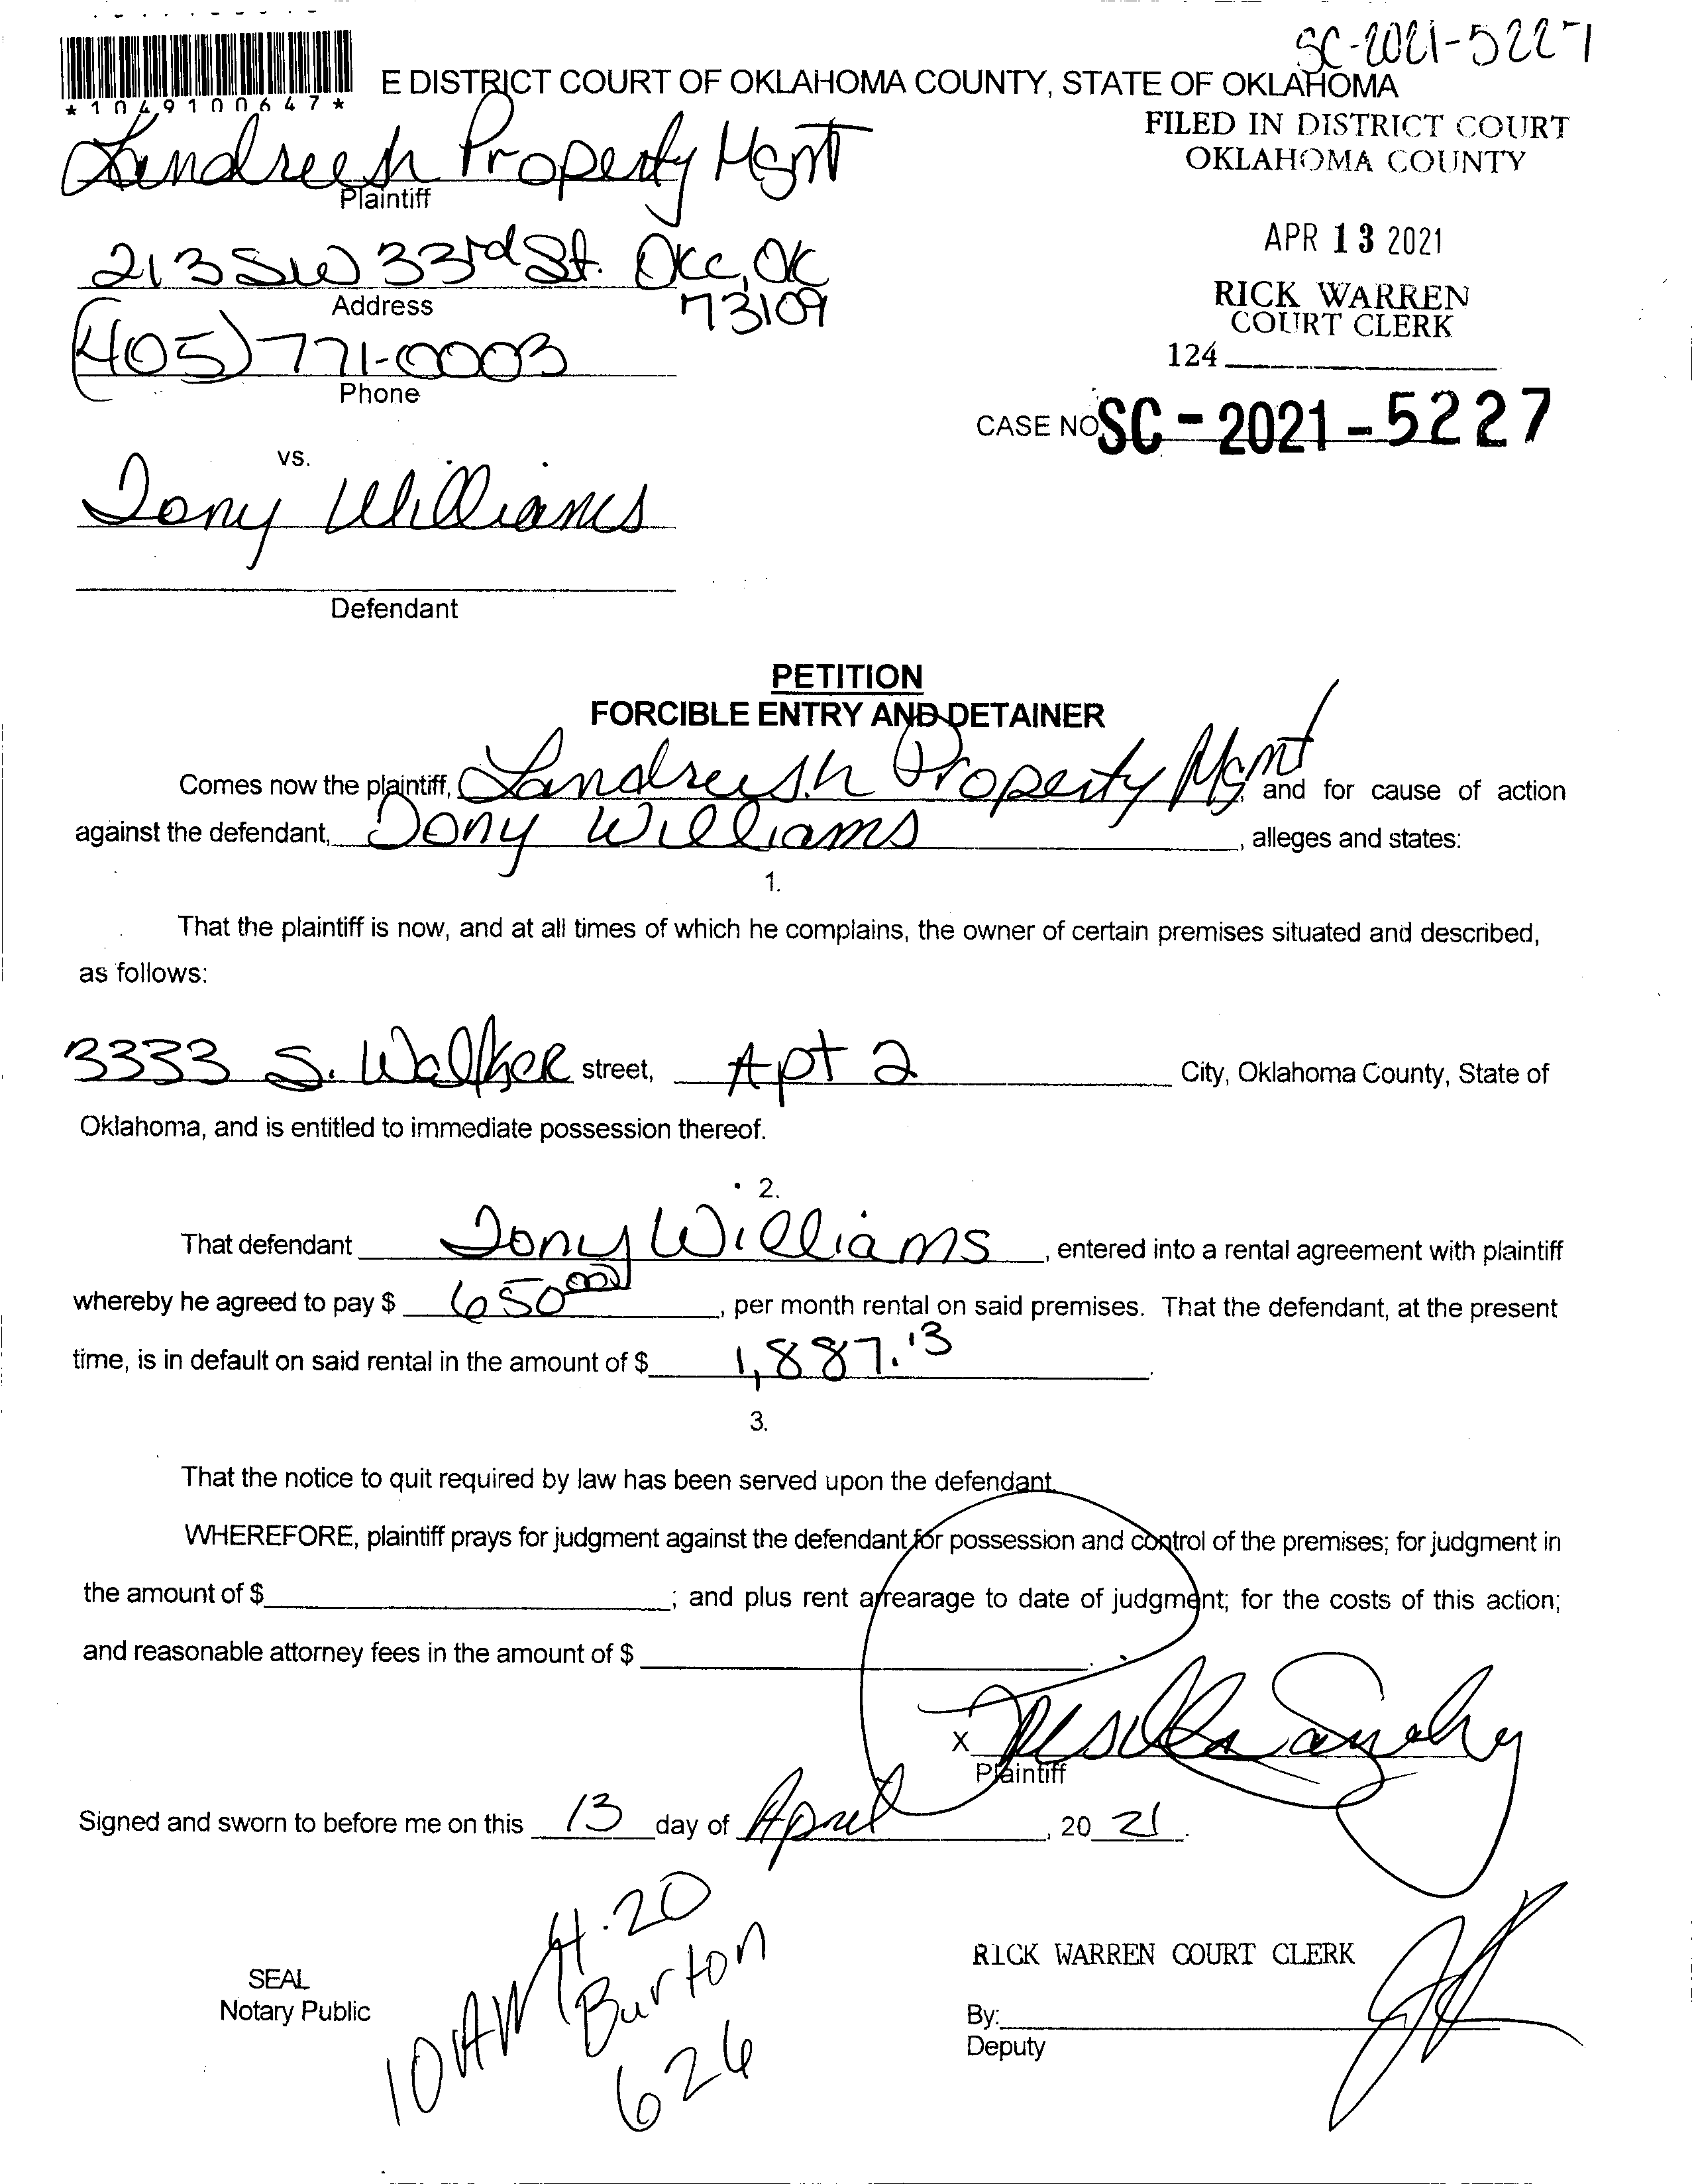 SC-2021-5227
*1049100647*
E DISTRICT COURT OF OKLAHOMA COUNTY, STATE OF OKLAHOMA
FILED IN DISTRICT COURT
OKLAHOMA COUNTY
Landreesh Property Mgmt
Plaintiff
APR 13 2021
213 SW 33rd St. OKC, OK
73109
Address
RICK WARREN
COURT CLERK
(405) 771-0003
Phone
124
CASE NO. SC-2021-5227
vs.
Tony Williams
Defendant
PETITION
FORCIBLE ENTRY AND DETAINER
Comes now the plaintiff, Landreesh Property Mgmt, and for cause of action
against the defendant, Tony Williams, alleges and states:
1.
That the plaintiff is now, and at all times of which he complains, the owner of certain premises situated and described,
as follows:
3333 S. Walker street, Apt 2 City, Oklahoma County, State of
Oklahoma, and is entitled to immediate possession thereof.
2.
That defendant Tony Williams, entered into a rental agreement with plaintiff
whereby he agreed to pay $ 650.00, per month rental on said premises. That the defendant, at the present
time, is in default on said rental in the amount of $ 1,887.13.
3.
That the notice to quit required by law has been served upon the defendant.
WHEREFORE, plaintiff prays for judgment against the defendant for possession and control of the premises; for judgment in
the amount of $ ; and plus rent arrearage to date of judgment; for the costs of this action;
and reasonable attorney fees in the amount of $ .
X
Plaintiff
Signed and sworn to before me on this 13 day of April, 20 21.
4.20
10AM Burton
626
SEAL
Notary Public
RICK WARREN COURT CLERK
By:
Deputy